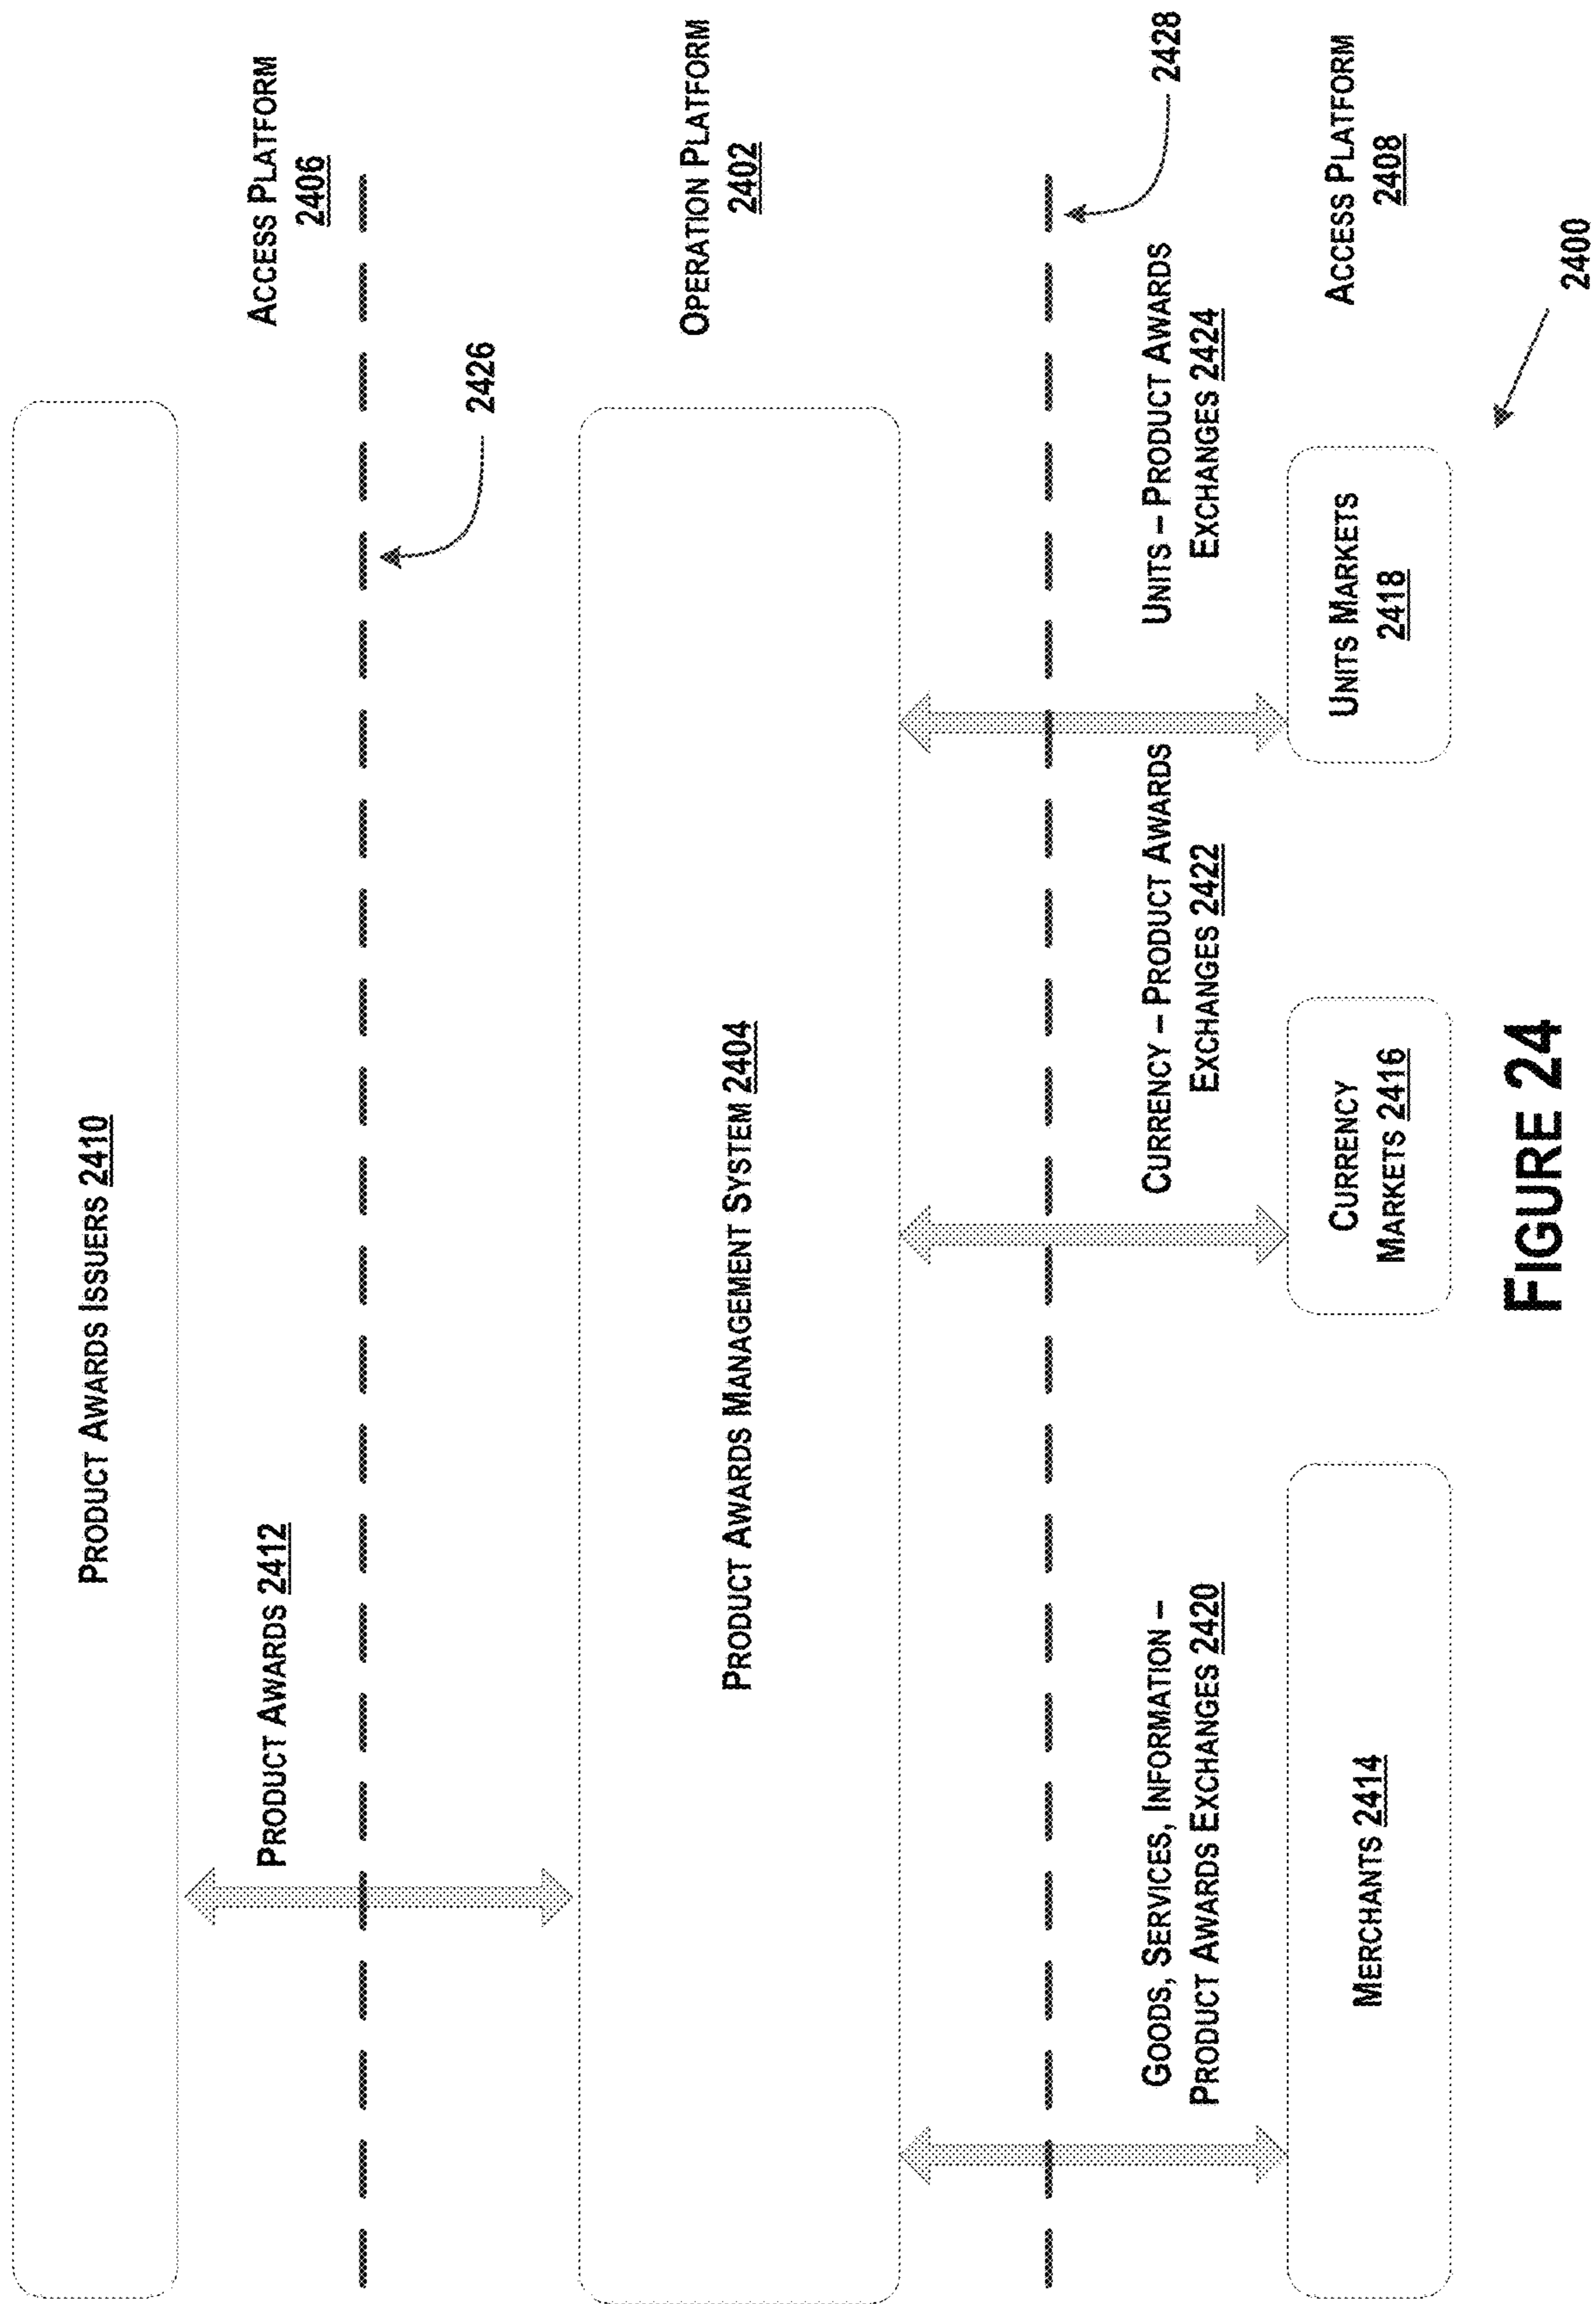 PRODUCT AWARDS ISSUERS 2410
PRODUCT AWARDS 2412
ACCESS PLATFORM
2406
2426
PRODUCT AWARDS MANAGEMENT SYSTEM 2404
OPERATION PLATFORM
2402
2428
GOODS, SERVICES, INFORMATION –
PRODUCT AWARDS EXCHANGES 2420
CURRENCY – PRODUCT AWARDS
EXCHANGES 2422
UNITS – PRODUCT AWARDS
EXCHANGES 2424
MERCHANTS 2414
CURRENCY
MARKETS 2416
UNITS MARKETS
2418
ACCESS PLATFORM
2408
2400
FIGURE 24